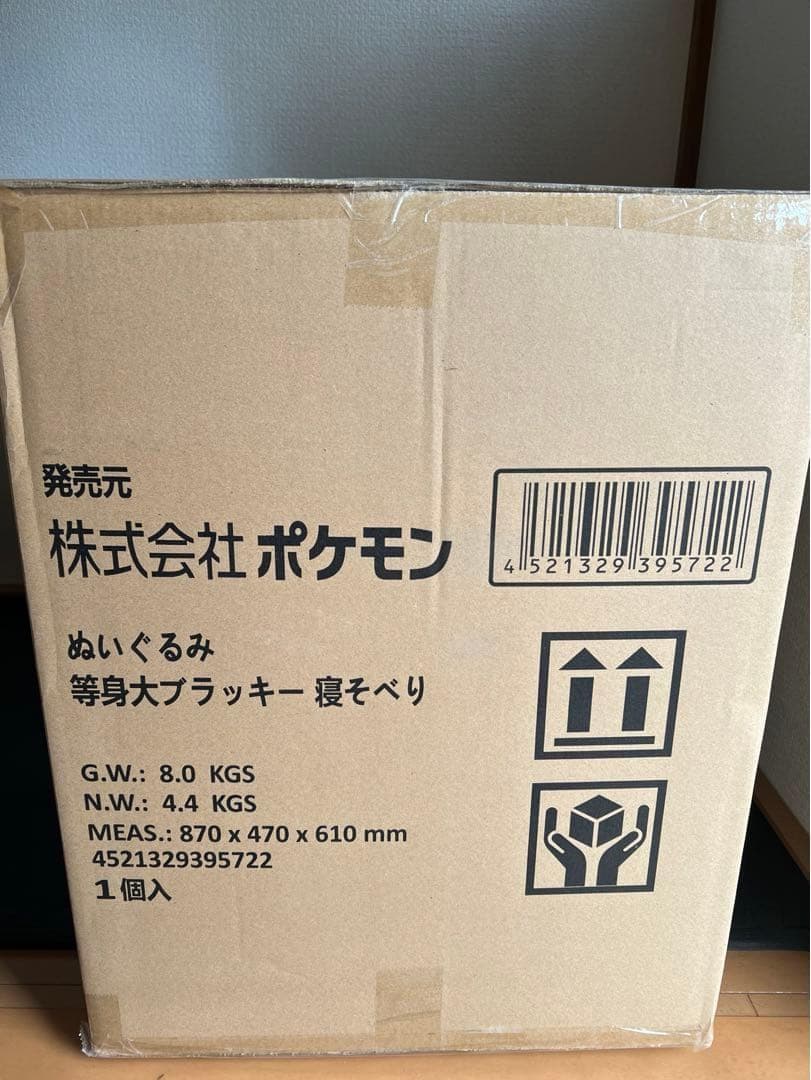 発売元
株式会社ポケモン
4 521329 395722
ぬいぐるみ
等身大ブラッキー 寝そべり
G.W.: 8.0 KGS
N.W.: 4.4 KGS
MEAS.: 870 x 470 x 610 mm
4521329395722
1個入